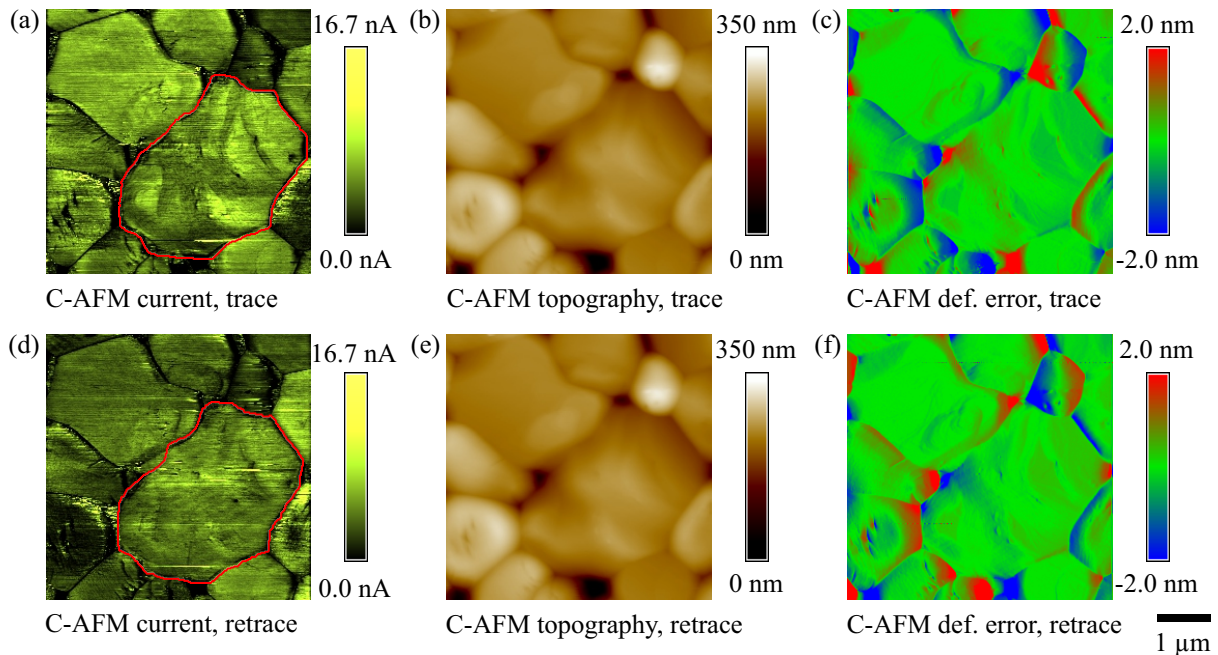 (a)
16.7 nA
0.0 nA
C-AFM current, trace
(b)
350 nm
0 nm
C-AFM topography, trace
(c)
2.0 nm
-2.0 nm
C-AFM def. error, trace
(d)
16.7 nA
0.0 nA
C-AFM current, retrace
(e)
350 nm
0 nm
C-AFM topography, retrace
(f)
2.0 nm
-2.0 nm
C-AFM def. error, retrace
1 µm